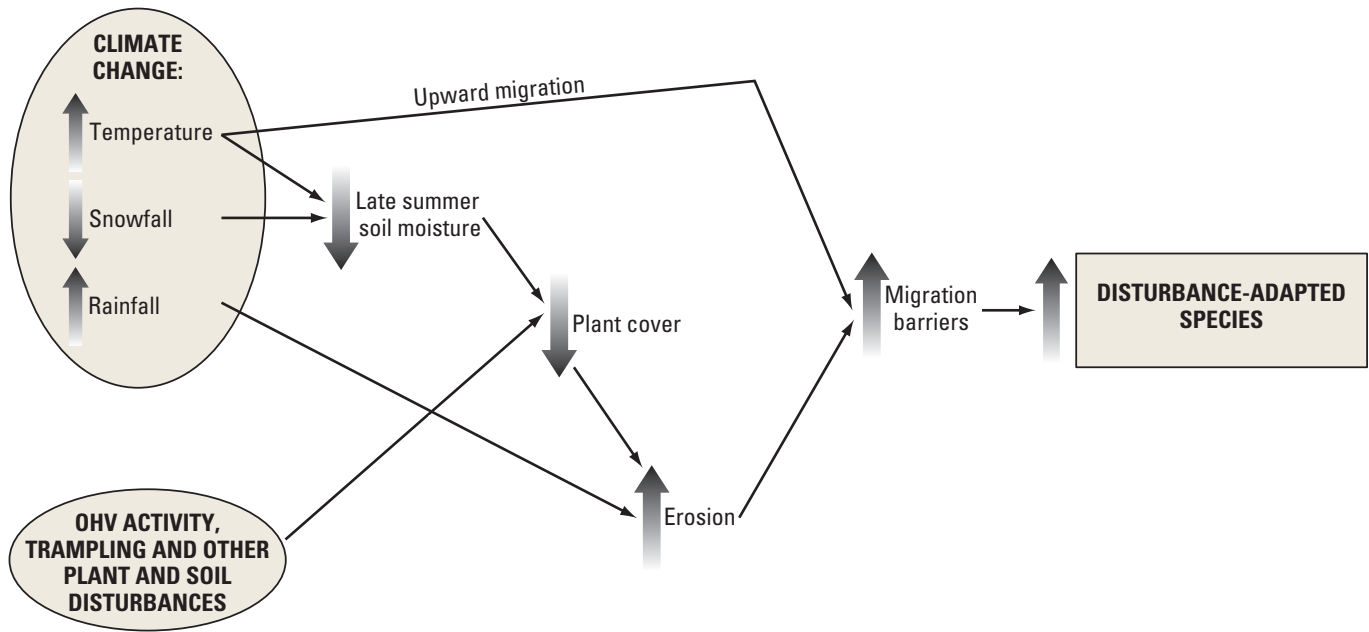 CLIMATE
CHANGE:
Temperature
Snowfall
Rainfall
Upward migration
Late summer
soil moisture
Plant cover
Erosion
Migration
barriers
DISTURBANCE-ADAPTED
SPECIES
OHV ACTIVITY,
TRAMPLING AND OTHER
PLANT AND SOIL
DISTURBANCES